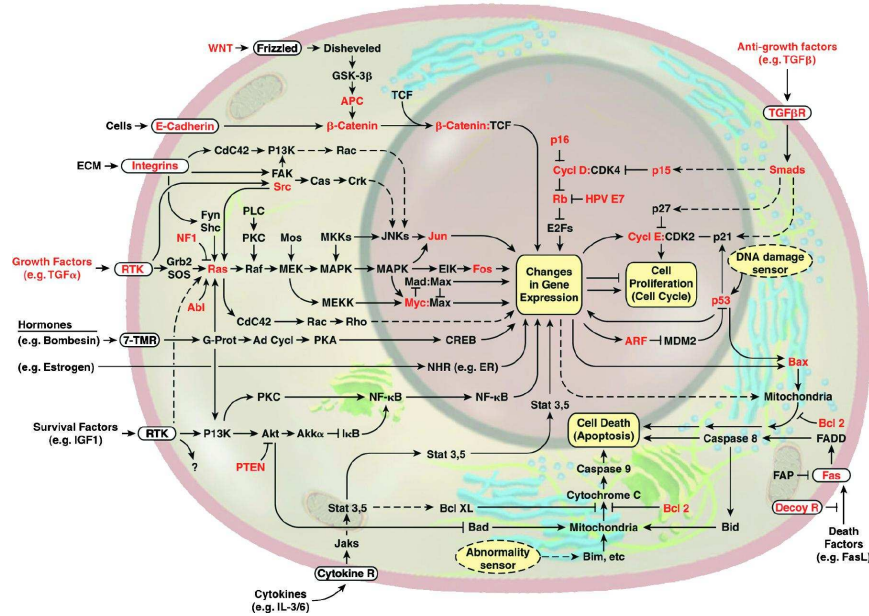 WNT
Frizzled
Disheveled
GSK-3β
APC
TCF
Cells
E-Cadherin
β-Catenin
β-Catenin:TCF
Anti-growth factors
(e.g. TGFβ)
TGFβR
p16
Cycl D:CDK4
p15
Smads
Rb
HPV E7
E2Fs
p27
Cycl E:CDK2
p21
DNA damage
sensor
ECM
Integrins
CdC42
P13K
Rac
FAK
Src
Cas
Crk
Fyn
Shc
PLC
NF1
PKC
Mos
MKKs
JNKs
Jun
Growth Factors
(e.g. TGFα)
RTK
Grb2
SOS
Ras
Raf
MEK
MAPK
MAPK
ElK
Fos
Mad:Max
MEKK
Myc:Max
Abl
CdC42
Rac
Rho
Changes
in Gene
Expression
Cell
Proliferation
(Cell Cycle)
p53
ARF
MDM2
Bax
Hormones
(e.g. Bombesin)
7-TMR
G-Prot
Ad Cycl
PKA
CREB
(e.g. Estrogen)
NHR (e.g. ER)
PKC
NF-κB
NF-κB
Stat 3,5
Mitochondria
Survival Factors
(e.g. IGF1)
RTK
P13K
Akt
Akkα
IκB
?
PTEN
Stat 3,5
Cell Death
(Apoptosis)
Bcl 2
Caspase 8
FADD
Caspase 9
FAP
Fas
Cytochrome C
Stat 3,5
Bcl XL
Bcl 2
Decoy R
Bad
Mitochondria
Bid
Death
Factors
(e.g. FasL)
Jaks
Abnormality
sensor
Bim, etc
Cytokine R
Cytokines
(e.g. IL-3/6)